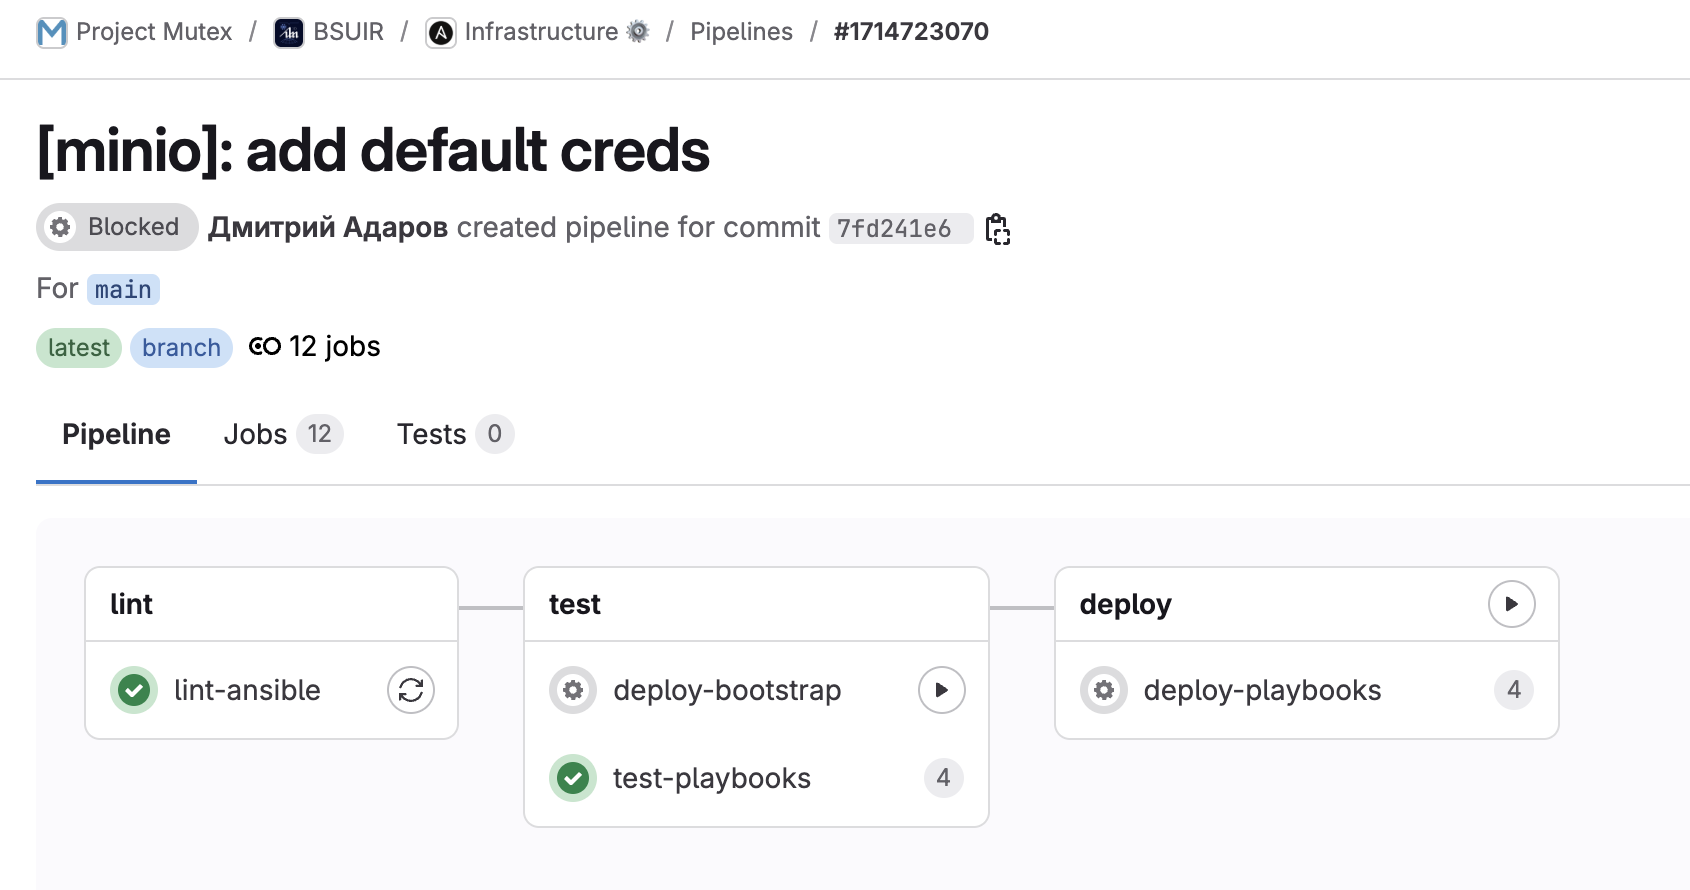 Project Mutex / BSUIR / Infrastructure / Pipelines / #1714723070
[minio]: add default creds
Blocked Дмитрий Адаров created pipeline for commit 7fd241e6
For main
latest branch 12 jobs
Pipeline Jobs 12 Tests 0
lint
lint-ansible
test
deploy-bootstrap
test-playbooks 4
deploy
deploy-playbooks 4